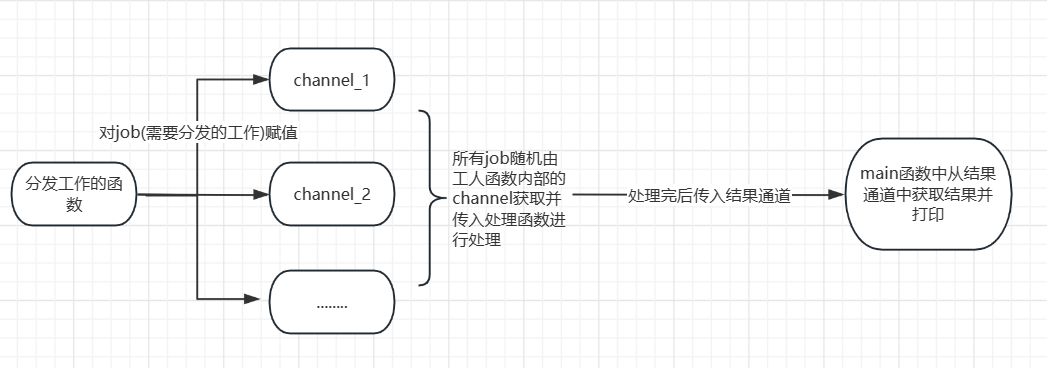 channel_1
对job(需要分发的工作)赋值
分发工作的函
数
channel_2
........
所有job随机由
工人函数内部的
channel获取并
传入处理函数进
行处理
处理完后传入结果通道
main函数中从结果
通道中获取结果并
打印